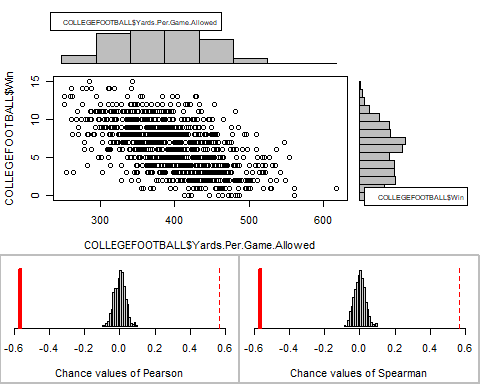 COLLEGEFOOTBALL$Yards.Per.Game.Allowed
COLLEGEFOOTBALL$Win
15
10
5
0
300 400 500 600
COLLEGEFOOTBALL$Yards.Per.Game.Allowed
COLLEGEFOOTBALL$Win
-0.6 -0.4 -0.2 0.0 0.2 0.4 0.6
Chance values of Pearson
-0.6 -0.4 -0.2 0.0 0.2 0.4 0.6
Chance values of Spearman